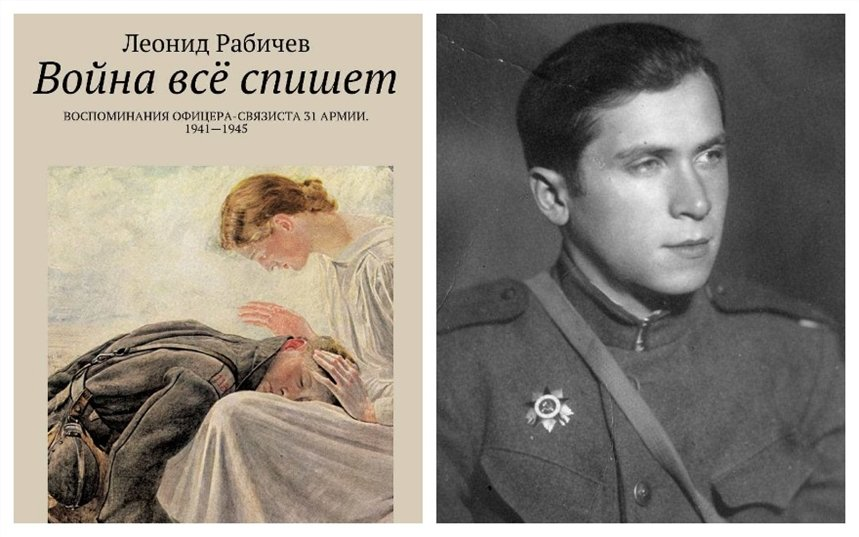 Леонид Рабичев
Война всё спишет
ВОСПОМИНАНИЯ ОФИЦЕРА-СВЯЗИСТА 31 АРМИИ.
1941—1945